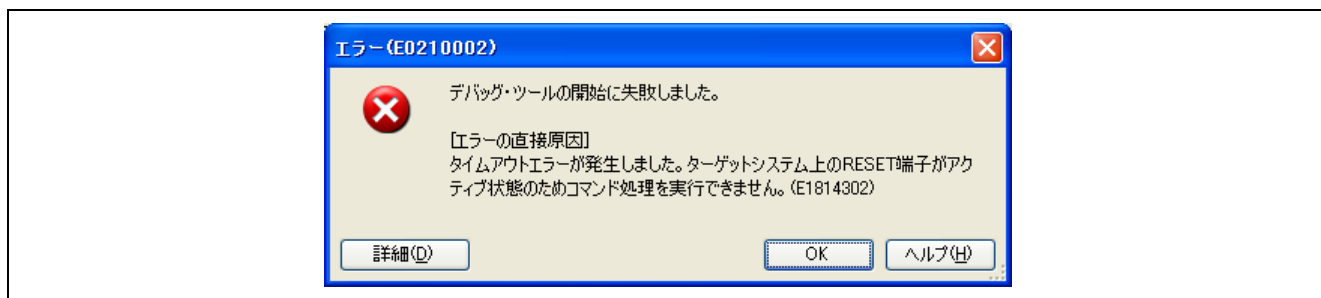 エラー(E0210002)
デバッグ・ツールの開始に失敗しました。
[エラーの直接原因]
タイムアウトエラーが発生しました。ターゲットシステム上のRESET端子がアク
ティブ状態のためコマンド処理を実行できません。(E1814302)
詳細(D)
OK
ヘルプ(H)